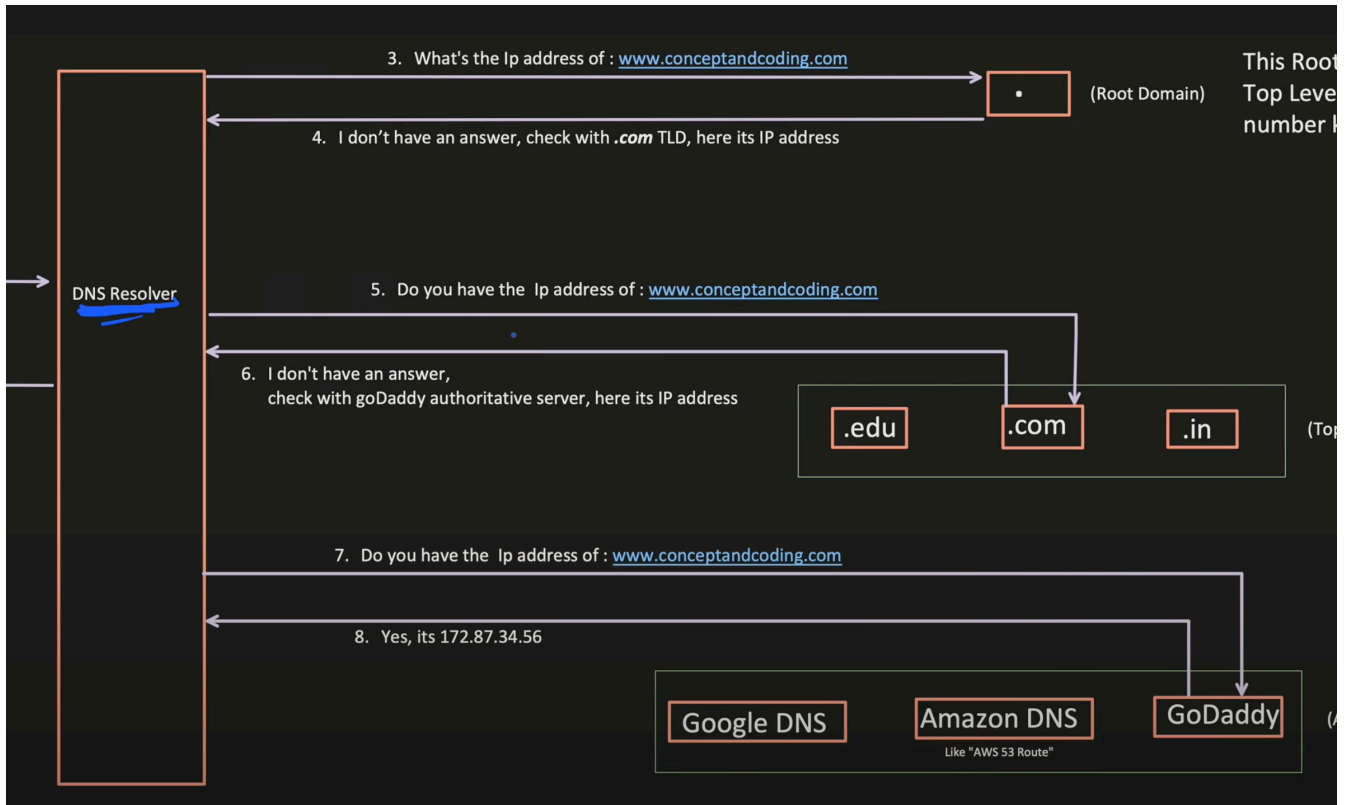 3. What's the Ip address of : www.conceptandcoding.com
This Root
(Root Domain)
Top Leve
number
4. I don’t have an answer, check with .com TLD, here its IP address
DNS Resolver
5. Do you have the Ip address of : www.conceptandcoding.com
6. I don't have an answer,
check with goDaddy authoritative server, here its IP address
.edu
.com
.in
(Top
7. Do you have the Ip address of : www.conceptandcoding.com
8. Yes, its 172.87.34.56
Google DNS
Amazon DNS
GoDaddy
(A
Like "AWS 53 Route"